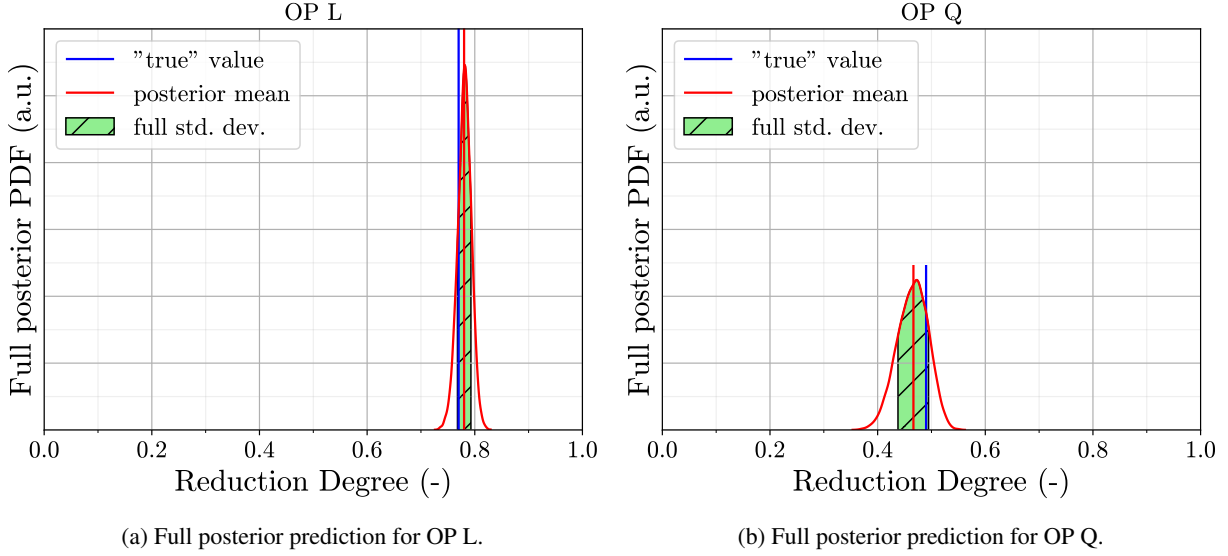 OP L
"true" value
posterior mean
full std. dev.
Full posterior PDF (a.u.)
0.0 0.2 0.4 0.6 0.8 1.0
Reduction Degree (-)
(a) Full posterior prediction for OP L.
OP Q
"true" value
posterior mean
full std. dev.
Full posterior PDF (a.u.)
0.0 0.2 0.4 0.6 0.8 1.0
Reduction Degree (-)
(b) Full posterior prediction for OP Q.